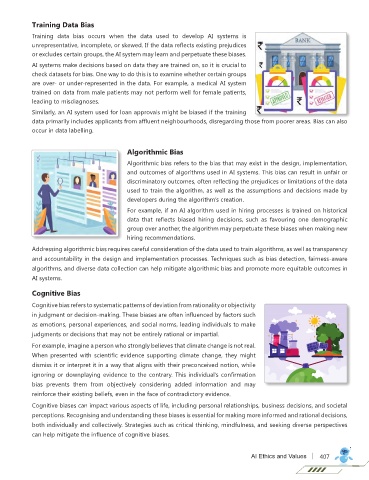 Training Data Bias
Training data bias occurs when the data used to develop AI systems is
unrepresentative, incomplete, or skewed. If the data reflects existing prejudices
or excludes certain groups, the AI system may learn and perpetuate these biases.
AI systems make decisions based on data they are trained on, so it is crucial to
check datasets for bias. One way to do this is to examine whether certain groups
are over- or under-represented in the data. For example, a medical AI system
trained on data from male patients may not perform well for female patients,
leading to misdiagnoses.
Similarly, an AI system used for loan approvals might be biased if the training
data primarily includes applicants from affluent neighbourhoods, disregarding those from poorer areas. Bias can also
occur in data labelling.
BANK
Algorithmic Bias
Algorithmic bias refers to the bias that may exist in the design, implementation,
and outcomes of algorithms used in AI systems. This bias can result in unfair or
discriminatory outcomes, often reflecting the prejudices or limitations of the data
used to train the algorithm, as well as the assumptions and decisions made by
developers during the algorithm's creation.
For example, if an AI algorithm used in hiring processes is trained on historical
data that reflects biased hiring decisions, such as favouring one demographic
group over another, the algorithm may perpetuate these biases when making new
hiring recommendations.
Addressing algorithmic bias requires careful consideration of the data used to train algorithms, as well as transparency
and accountability in the design and implementation processes. Techniques such as bias detection, fairness-aware
algorithms, and diverse data collection can help mitigate algorithmic bias and promote more equitable outcomes in
AI systems.
Cognitive Bias
Cognitive bias refers to systematic patterns of deviation from rationality or objectivity
in judgment or decision-making. These biases are often influenced by factors such
as emotions, personal experiences, and social norms, leading individuals to make
judgments or decisions that may not be entirely rational or impartial.
For example, imagine a person who strongly believes that climate change is not real.
When presented with scientific evidence supporting climate change, they might
dismiss it or interpret it in a way that aligns with their preconceived notion, while
ignoring or downplaying evidence to the contrary. This individual's confirmation
bias prevents them from objectively considering added information and may
reinforce their existing beliefs, even in the face of contradictory evidence.
Cognitive biases can impact various aspects of life, including personal relationships, business decisions, and societal
perceptions. Recognising and understanding these biases is essential for making more informed and rational decisions,
both individually and collectively. Strategies such as critical thinking, mindfulness, and seeking diverse perspectives
can help mitigate the influence of cognitive biases.
AI Ethics and Values | 407